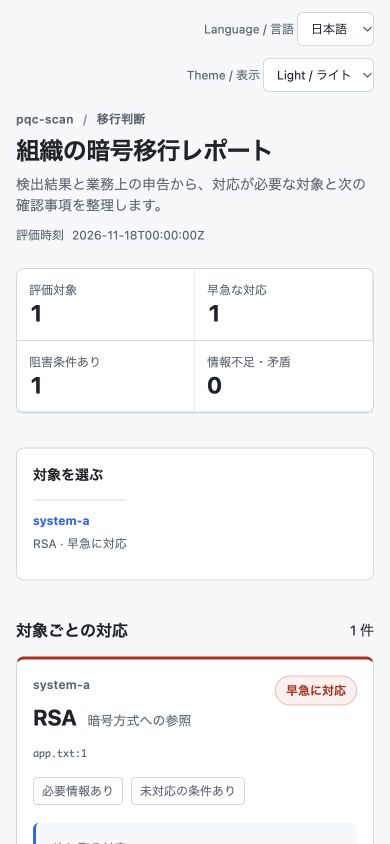 Language / 言語 日本語
Theme / 表示 Light / ライト
pqc-scan / 移行判断
組織の暗号移行レポート
検出結果と業務上の申告から、対応が必要な対象と次の
確認事項を整理します。
評価時刻 2026-11-18T00:00:00Z
評価対象
1
早急な対応
1
阻害条件あり
1
情報不足・矛盾
0
対象を選ぶ
system-a
RSA · 早急に対応
対象ごとの対応 1 件
system-a
早急に対応
RSA 暗号方式への参照
app.txt:1
必要情報あり 未対応の条件あり